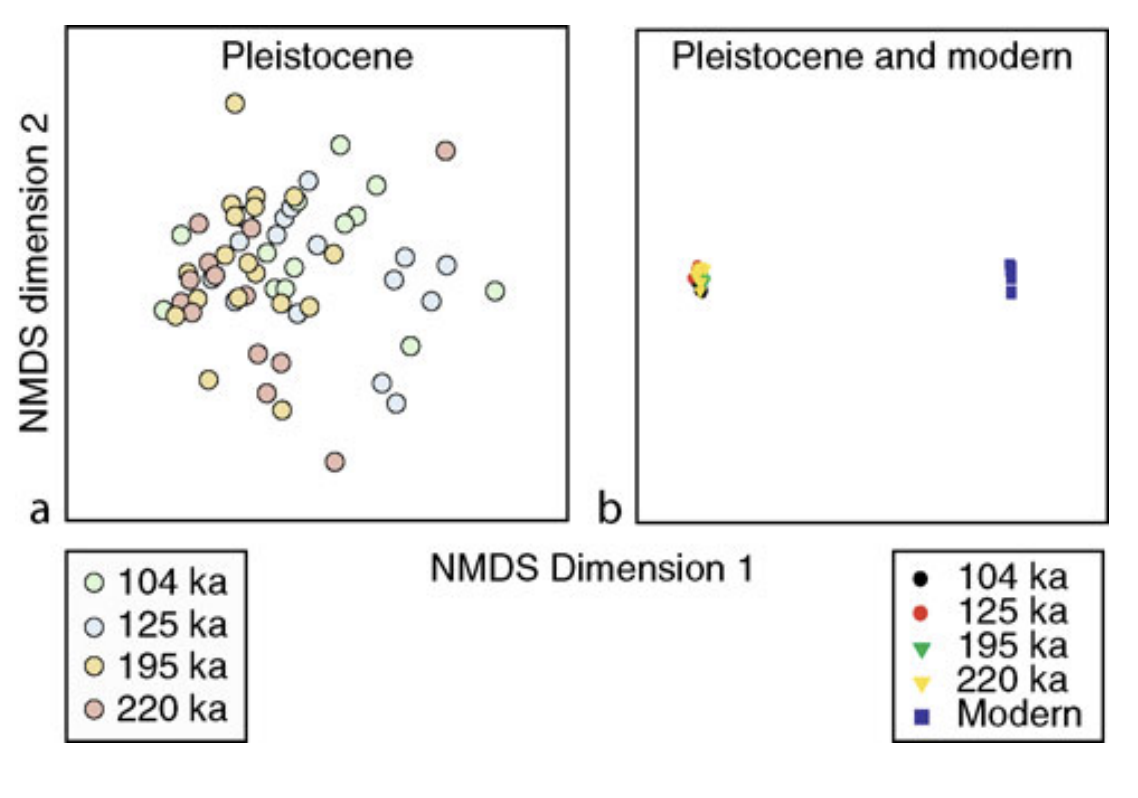 Pleistocene
Pleistocene and modern
NMDS dimension 2
a
b
NMDS Dimension 1
104 ka
125 ka
195 ka
220 ka
104 ka
125 ka
195 ka
220 ka
Modern